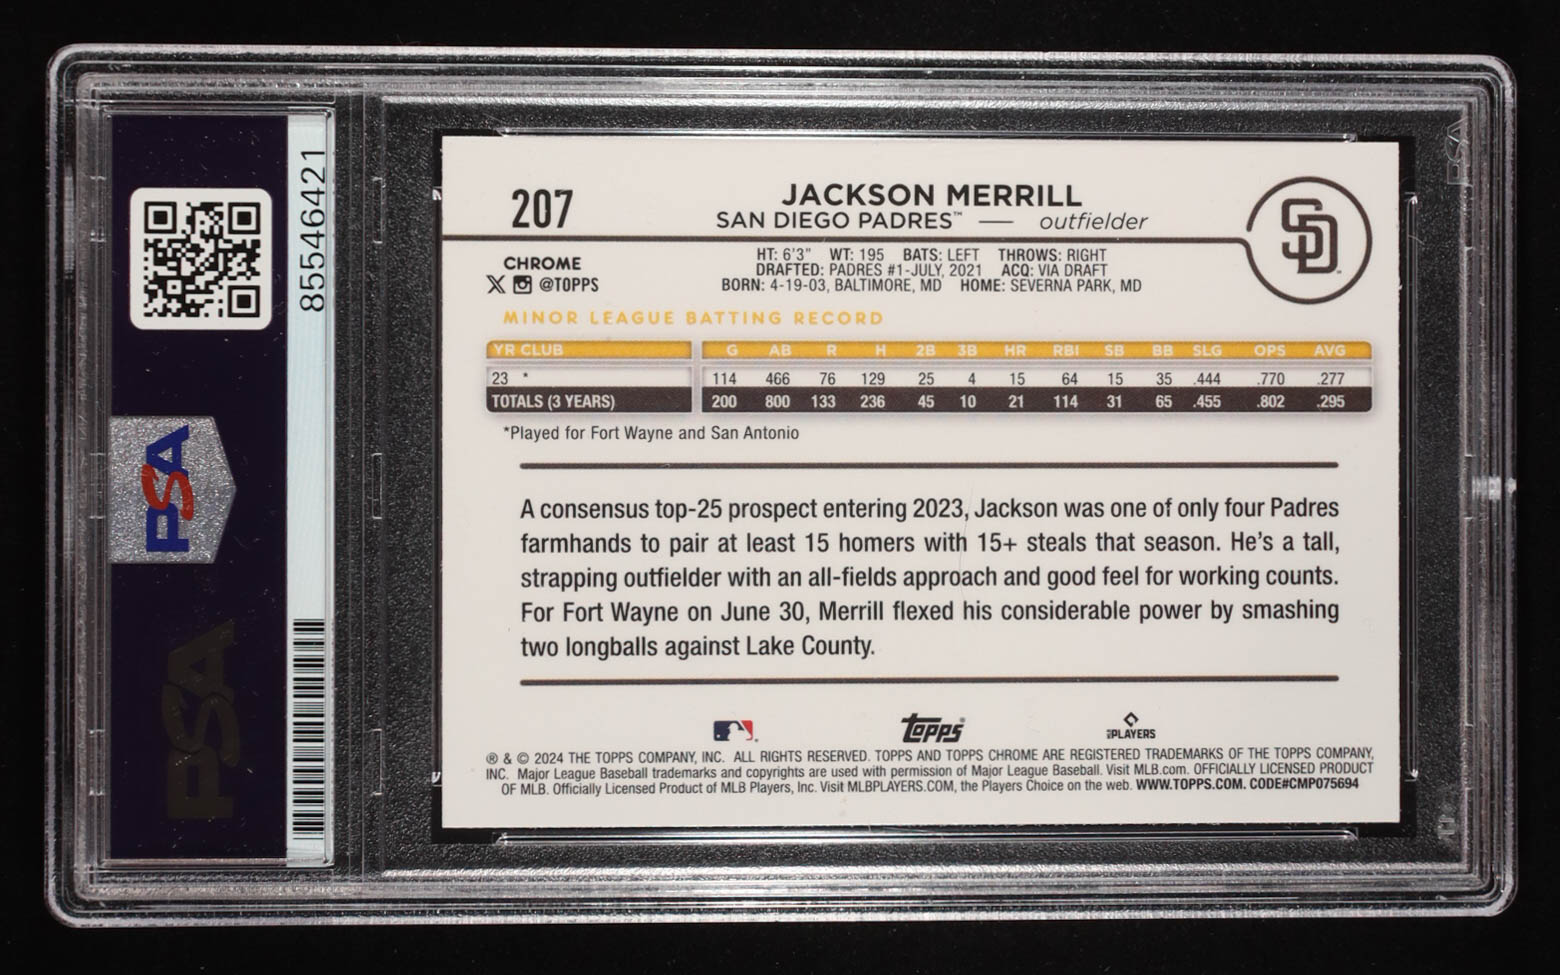 85546421
PSA
PSA
207
JACKSON MERRILL
SAN DIEGO PADRES™ — outfielder
SD
CHROME
@TOPPS
HT: 6'3" WT: 195 BATS: LEFT THROWS: RIGHT
DRAFTED: PADRES #1-JULY, 2021 ACQ: VIA DRAFT
BORN: 4-19-03, BALTIMORE, MD HOME: SEVERNA PARK, MD
MINOR LEAGUE BATTING RECORD
YR CLUB G AB R H 2B 3B HR RBI SB BB SLG OPS AVG
23 * 114 466 76 129 25 4 15 64 15 35 .444 .770 .277
TOTALS (3 YEARS) 200 800 133 236 45 10 21 114 31 65 .455 .802 .295
*Played for Fort Wayne and San Antonio
A consensus top-25 prospect entering 2023, Jackson was one of only four Padres
farmhands to pair at least 15 homers with 15+ steals that season. He's a tall,
strapping outfielder with an all-fields approach and good feel for working counts.
For Fort Wayne on June 30, Merrill flexed his considerable power by smashing
two longballs against Lake County.
Topps®
PLAYERS
® & © 2024 THE TOPPS COMPANY, INC. ALL RIGHTS RESERVED. TOPPS AND TOPPS CHROME ARE REGISTERED TRADEMARKS OF THE TOPPS COMPANY,
INC. Major League Baseball trademarks and copyrights are used with permission of Major League Baseball. Visit MLB.com. OFFICIALLY LICENSED PRODUCT
OF MLB. Officially Licensed Product of MLB Players, Inc. Visit MLBPLAYERS.COM, the Players Choice on the web. WWW.TOPPS.COM. CODE#CMP075694
PSA